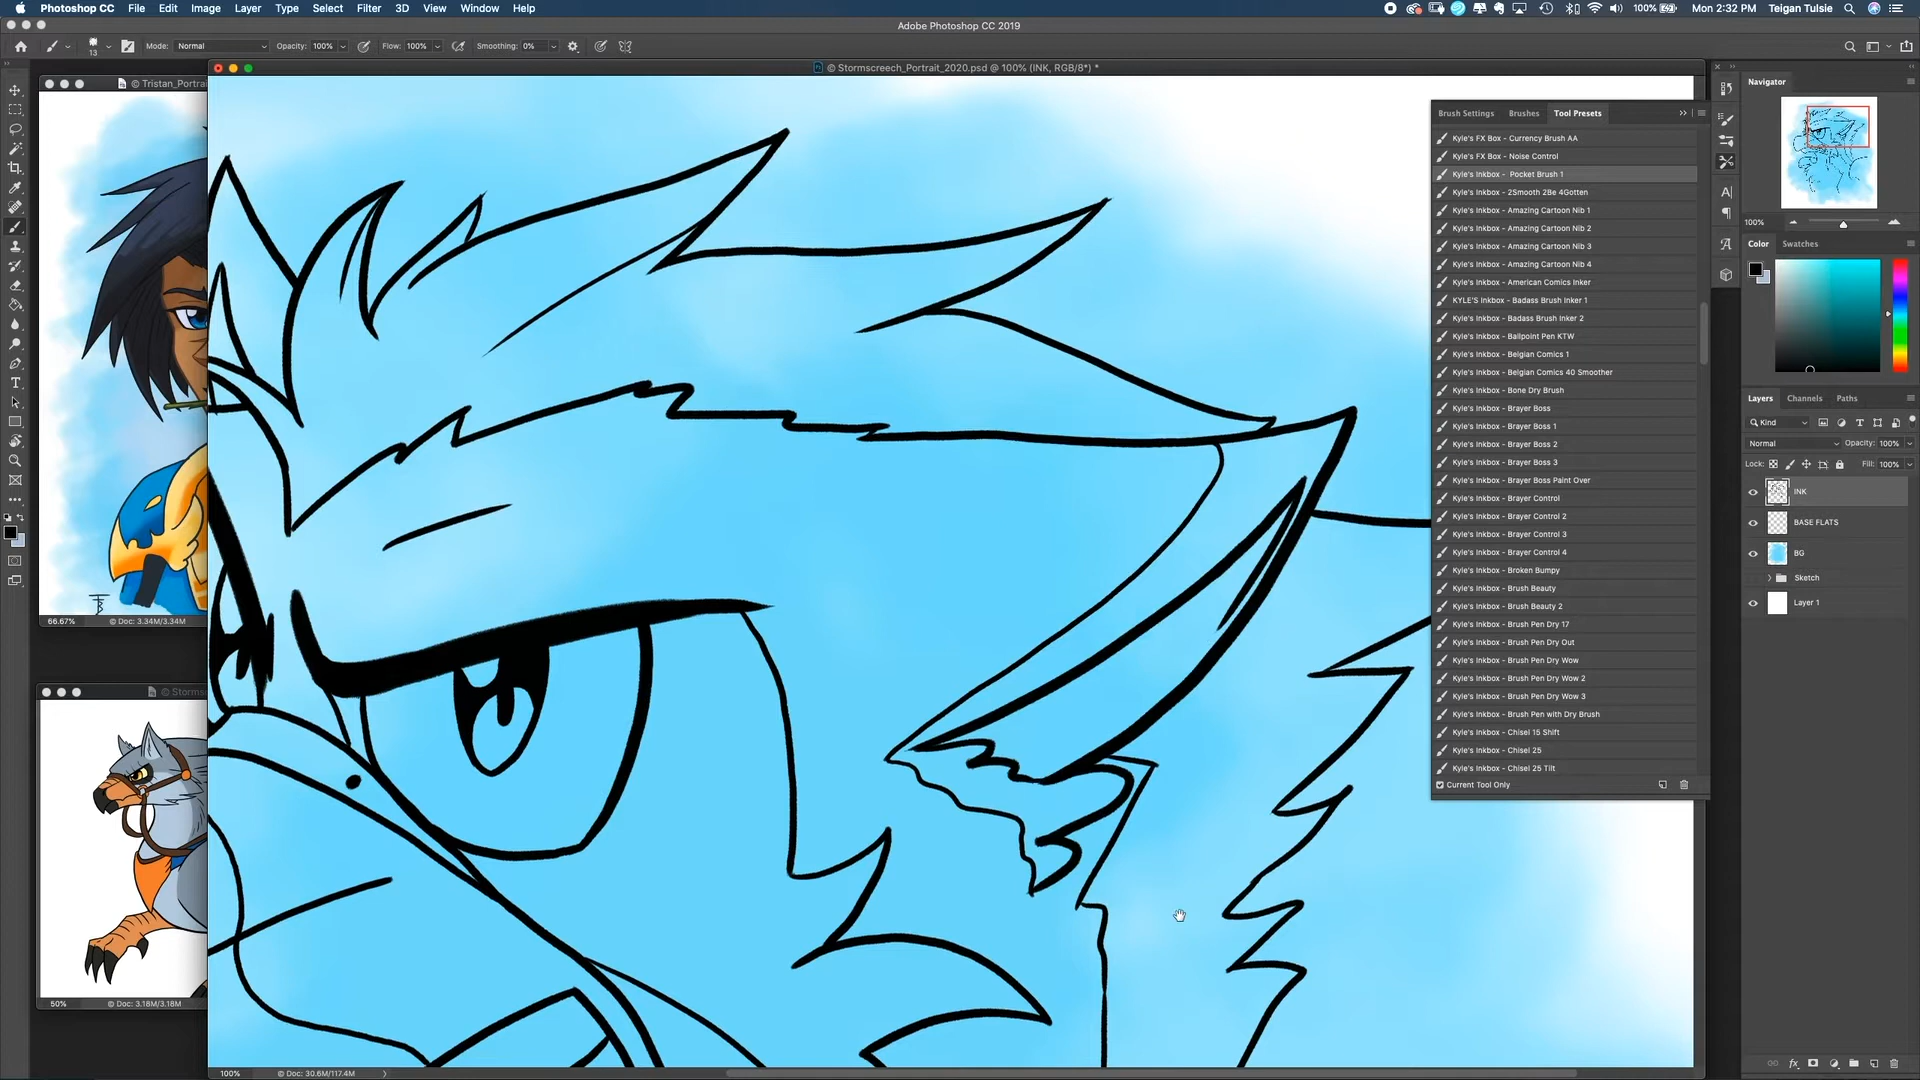 Photoshop CC File Edit Image Layer Type Select Filter 3D View Window Help 100% Mon 2:32 PM Teigan Tulsie
Adobe Photoshop CC 2019
13 Mode: Normal Opacity: 100% Flow: 100% Smoothing: 0%
© Stormscreech_Portrait_2020.psd @ 100% (INK, RGB/8*) *
© Tristan_Portrai
66.67% © Doc: 3.34M/3.34M
© Storms
50% © Doc: 3.18M/3.18M
100% © Doc: 30.6M/117.4M
Brush Settings Brushes Tool Presets
Kyle's FX Box - Currency Brush AA
Kyle's FX Box - Noise Control
Kyle's Inkbox - Pocket Brush 1
Kyle's Inkbox - 2Smooth 2Be 4Gotten
Kyle's Inkbox - Amazing Cartoon Nib 1
Kyle's Inkbox - Amazing Cartoon Nib 2
Kyle's Inkbox - Amazing Cartoon Nib 3
Kyle's Inkbox - Amazing Cartoon Nib 4
Kyle's Inkbox - American Comics Inker
KYLE'S Inkbox - Badass Brush Inker 1
Kyle's Inkbox - Badass Brush Inker 2
Kyle's Inkbox - Ballpoint Pen KTW
Kyle's Inkbox - Belgian Comics 1
Kyle's Inkbox - Belgian Comics 40 Smoother
Kyle's Inkbox - Bone Dry Brush
Kyle's Inkbox - Brayer Boss
Kyle's Inkbox - Brayer Boss 1
Kyle's Inkbox - Brayer Boss 2
Kyle's Inkbox - Brayer Boss 3
Kyle's Inkbox - Brayer Boss Paint Over
Kyle's Inkbox - Brayer Control
Kyle's Inkbox - Brayer Control 2
Kyle's Inkbox - Brayer Control 3
Kyle's Inkbox - Brayer Control 4
Kyle's Inkbox - Broken Bumpy
Kyle's Inkbox - Brush Beauty
Kyle's Inkbox - Brush Beauty 2
Kyle's Inkbox - Brush Pen Dry 17
Kyle's Inkbox - Brush Pen Dry Out
Kyle's Inkbox - Brush Pen Dry Wow
Kyle's Inkbox - Brush Pen Dry Wow 2
Kyle's Inkbox - Brush Pen Dry Wow 3
Kyle's Inkbox - Brush Pen with Dry Brush
Kyle's Inkbox - Chisel 15 Shift
Kyle's Inkbox - Chisel 25
Kyle's Inkbox - Chisel 25 Tilt
Current Tool Only
Navigator
100%
Color Swatches
Layers Channels Paths
Kind
Normal Opacity: 100%
Lock: Fill: 100%
INK
BASE FLATS
BG
Sketch
Layer 1